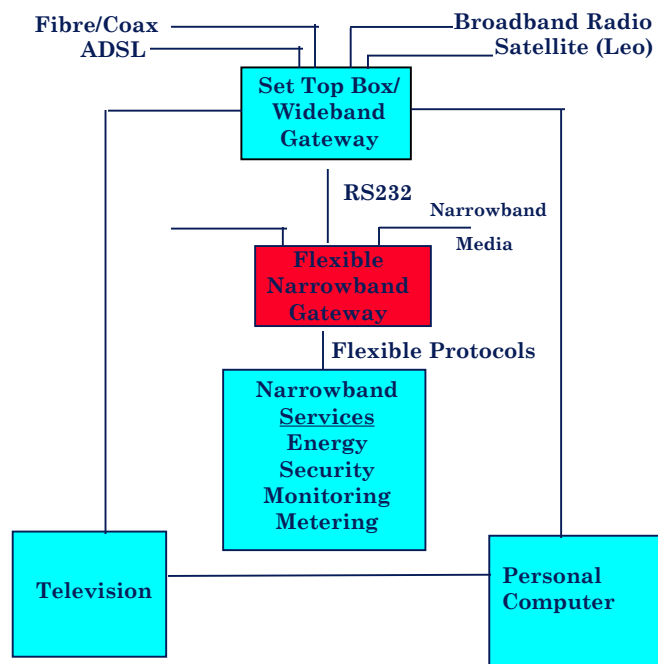 Fibre/Coax
ADSL
Broadband Radio
Satellite (Leo)
Set Top Box/
Wideband
Gateway
RS232
Narrowband
Media
Flexible
Narrowband
Gateway
Flexible Protocols
Narrowband
Services
Energy
Security
Monitoring
Metering
Television
Personal
Computer